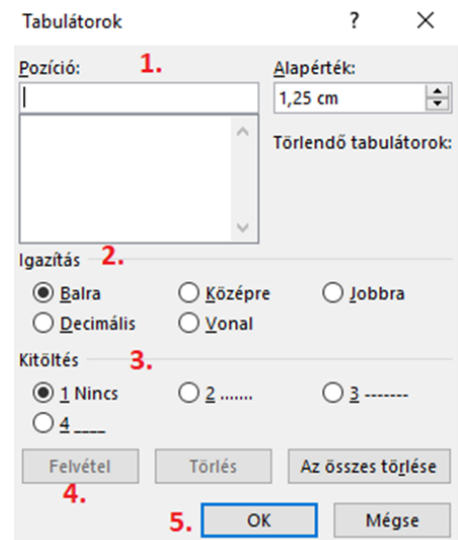 Tabulátorok ? ×
Pozíció: 1. Alapérték:
1,25 cm
Törlendő tabulátorok:
Igazítás 2.
Balra Középre Jobbra
Decimális Vonal
Kitöltés 3.
1 Nincs 2 ....... 3 -------
4 ____
Felvétel Törlés Az összes törlése
4.
5. OK Mégse